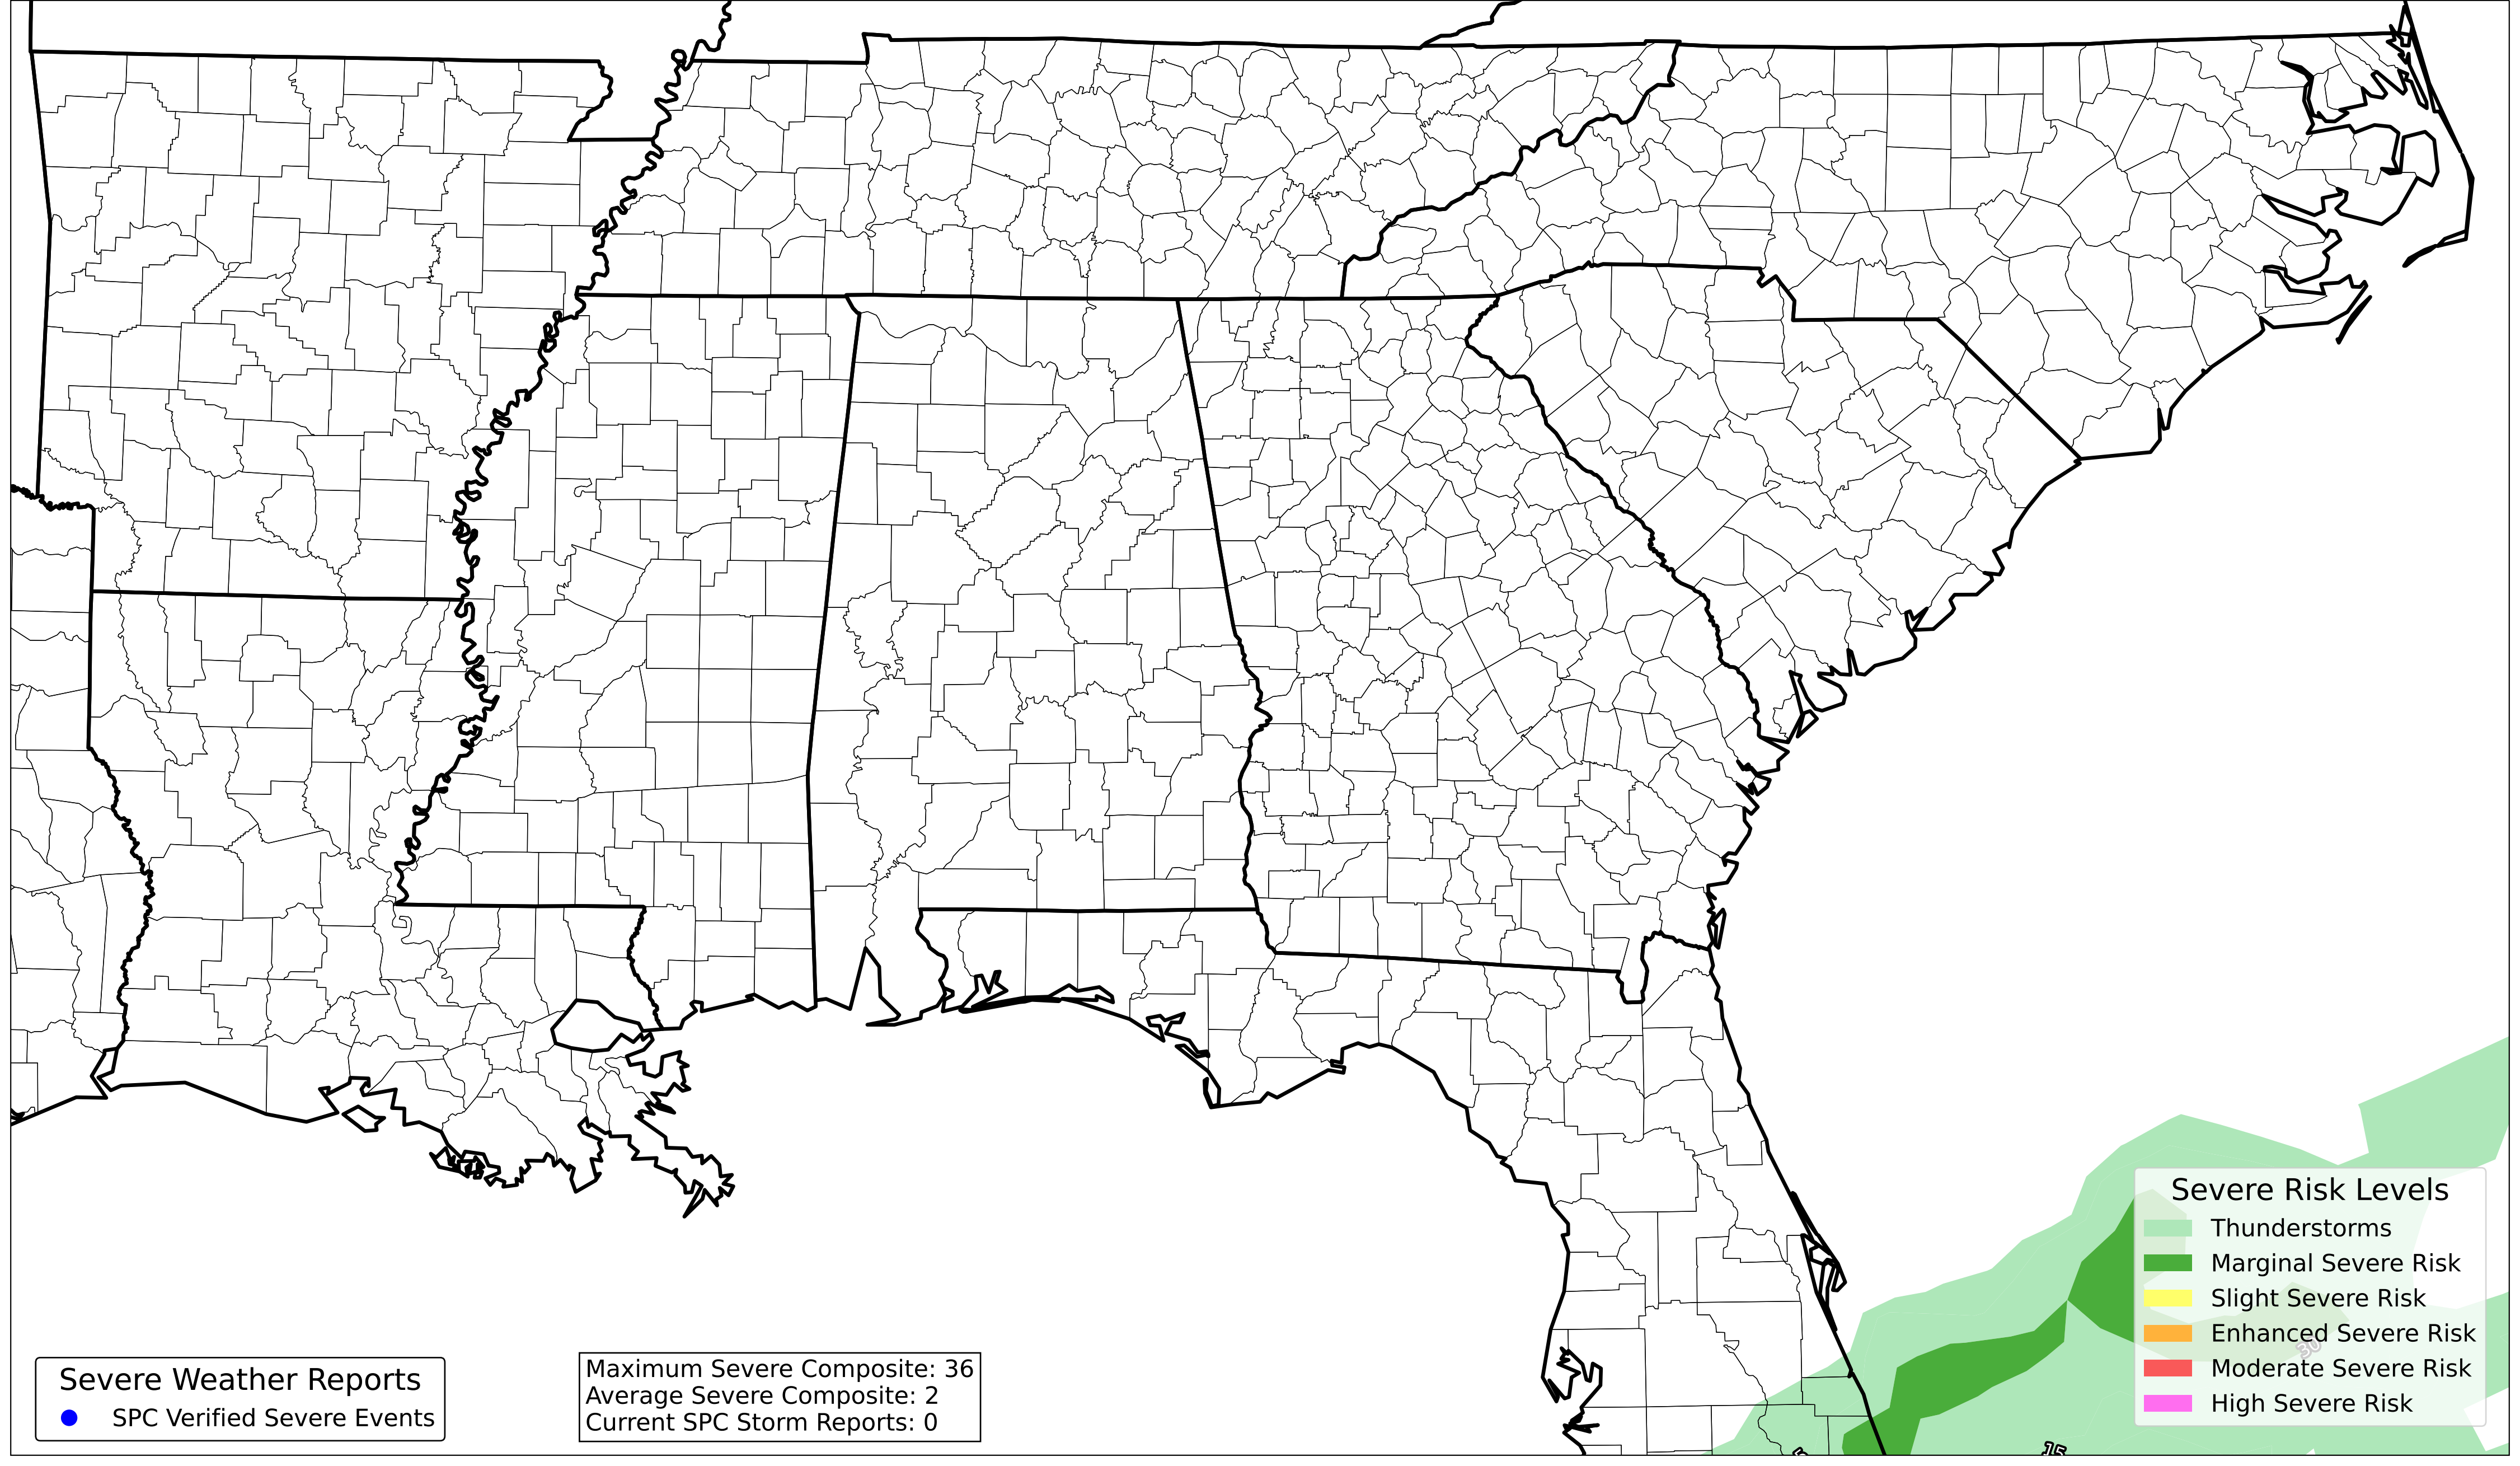 Severe Risk Levels
Thunderstorms
Marginal Severe Risk
Slight Severe Risk
Enhanced Severe Risk
30
Moderate Severe Risk
High Severe Risk
Severe Weather Reports
SPC Verified Severe Events
Maximum Severe Composite: 36
Average Severe Composite: 2
Current SPC Storm Reports: 0
15